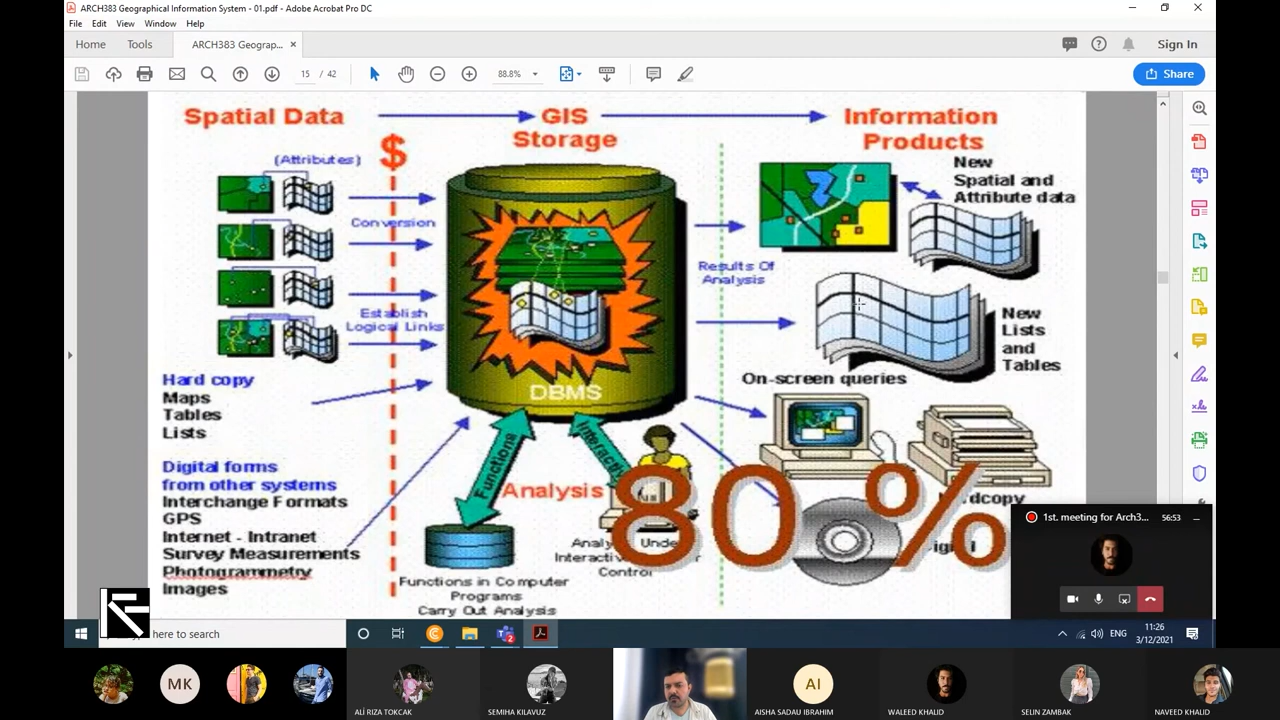 ARCH383 Geographical Information System - 01.pdf - Adobe Acrobat Pro DC
File Edit View Window Help
Home Tools ARCH383 Geograp... ×
Sign In
15 / 42
88.8%
Share
Spatial Data
GIS
Storage
Information
Products
$
(Attributes)
Conversion
Establish
Logical Links
Hard copy
Maps
Tables
Lists
Digital forms
from other systems
Interchange Formats
GPS
Internet - Intranet
Survey Measurements
Photogrammetry
Images
DBMS
Functions
Analysis
Functions in Computer
Programs
Carry Out Analysis
Under
Control
Results Of
Analysis
New
Spatial and
Attribute data
New
Lists
and
Tables
On-screen queries
80 %
1st. meeting for Arch3... 56:53
here to search
ENG
11:26
3/12/2021
MK
ALİ RIZA TOKCAK
SEMIHA KILAVUZ
AI
AISHA SADAU IBRAHIM
WALEED KHALID
SELIN ZAMBAK
NAVEED KHALID